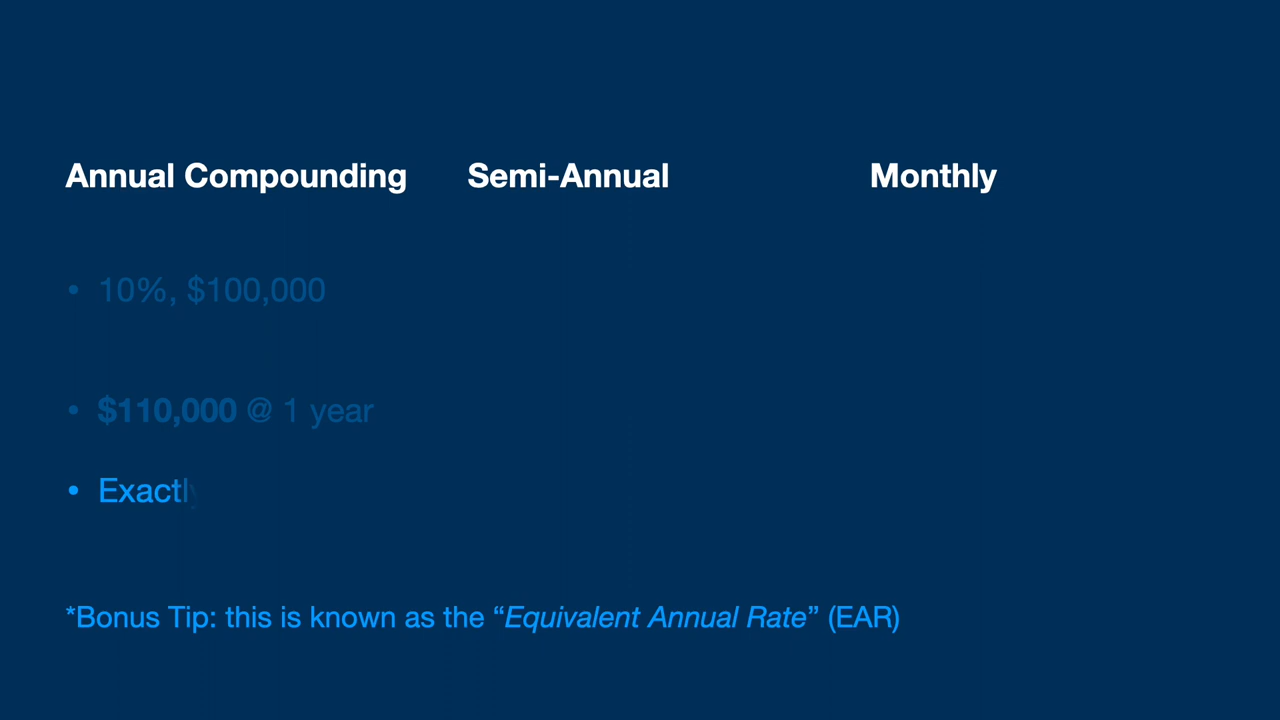 Annual Compounding Semi-Annual Monthly
• 10%, $100,000
• $110,000 @ 1 year
• Exactly
*Bonus Tip: this is known as the “Equivalent Annual Rate” (EAR)